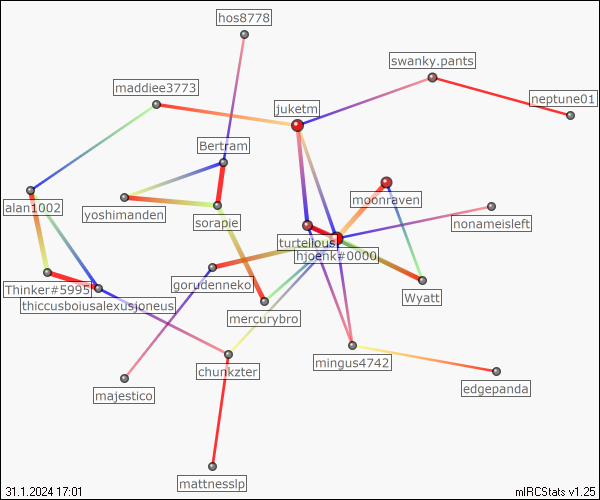 hos8778
swanky.pants
maddiee3773
neptune01
juketm
Bertram
moonraven
alan1002
yoshimanden
sorapje
nonameisleft
turtellous
hjoenk#0000
Thinker#5995
gorudenneko
Wyatt
thiccusboiusalexusjoneus
mercurybro
chunkzter
mingus4742
edgepanda
majestico
mattnesslp
31.1.2024 17:01
mIRCStats v1.25